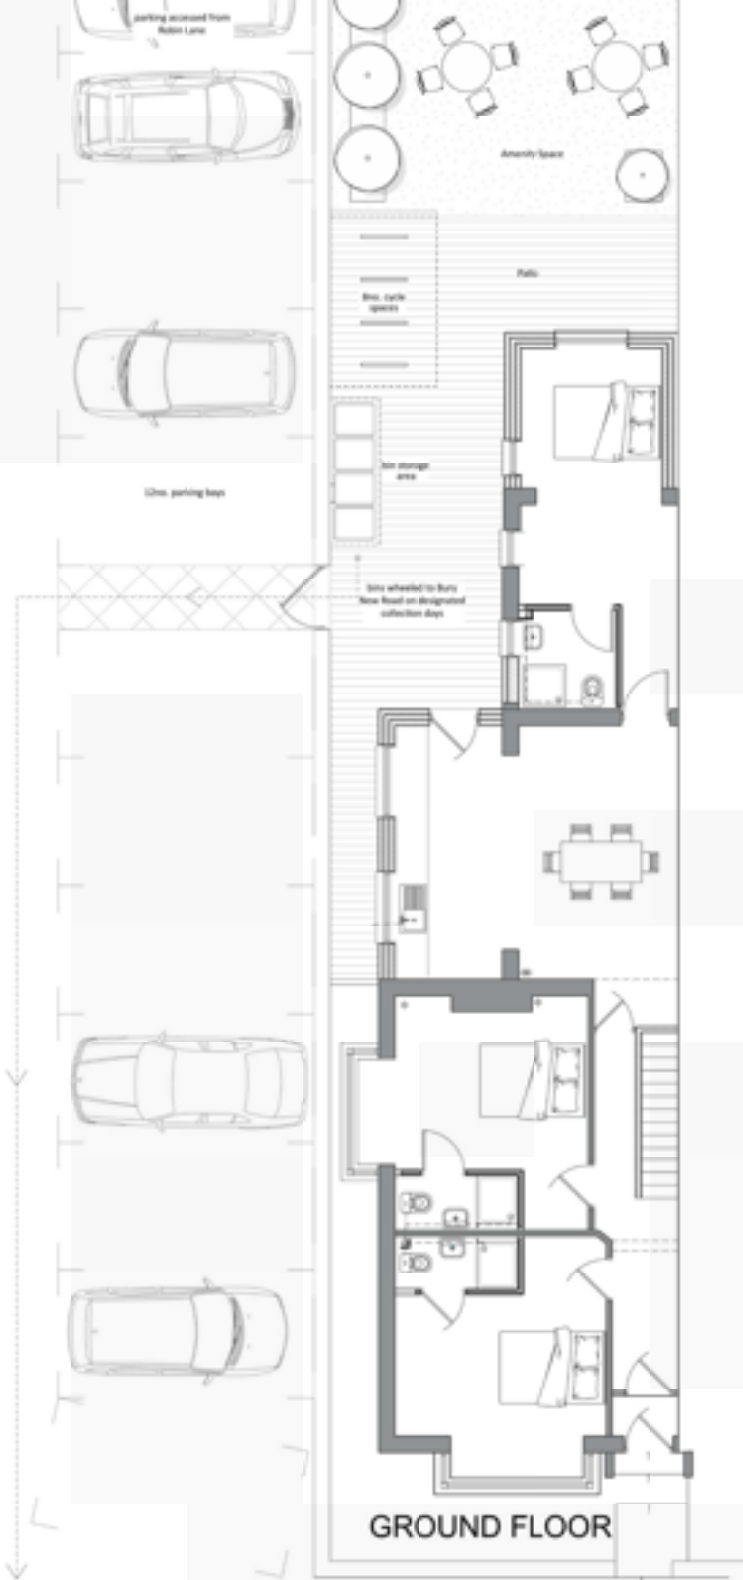 parking accessed from
Robin Lane
Amenity Space
Patio
8no. cycle
spaces
bin storage
area
12no. parking bays
bins wheeled to Bury
New Road on designated
collection days
GROUND FLOOR